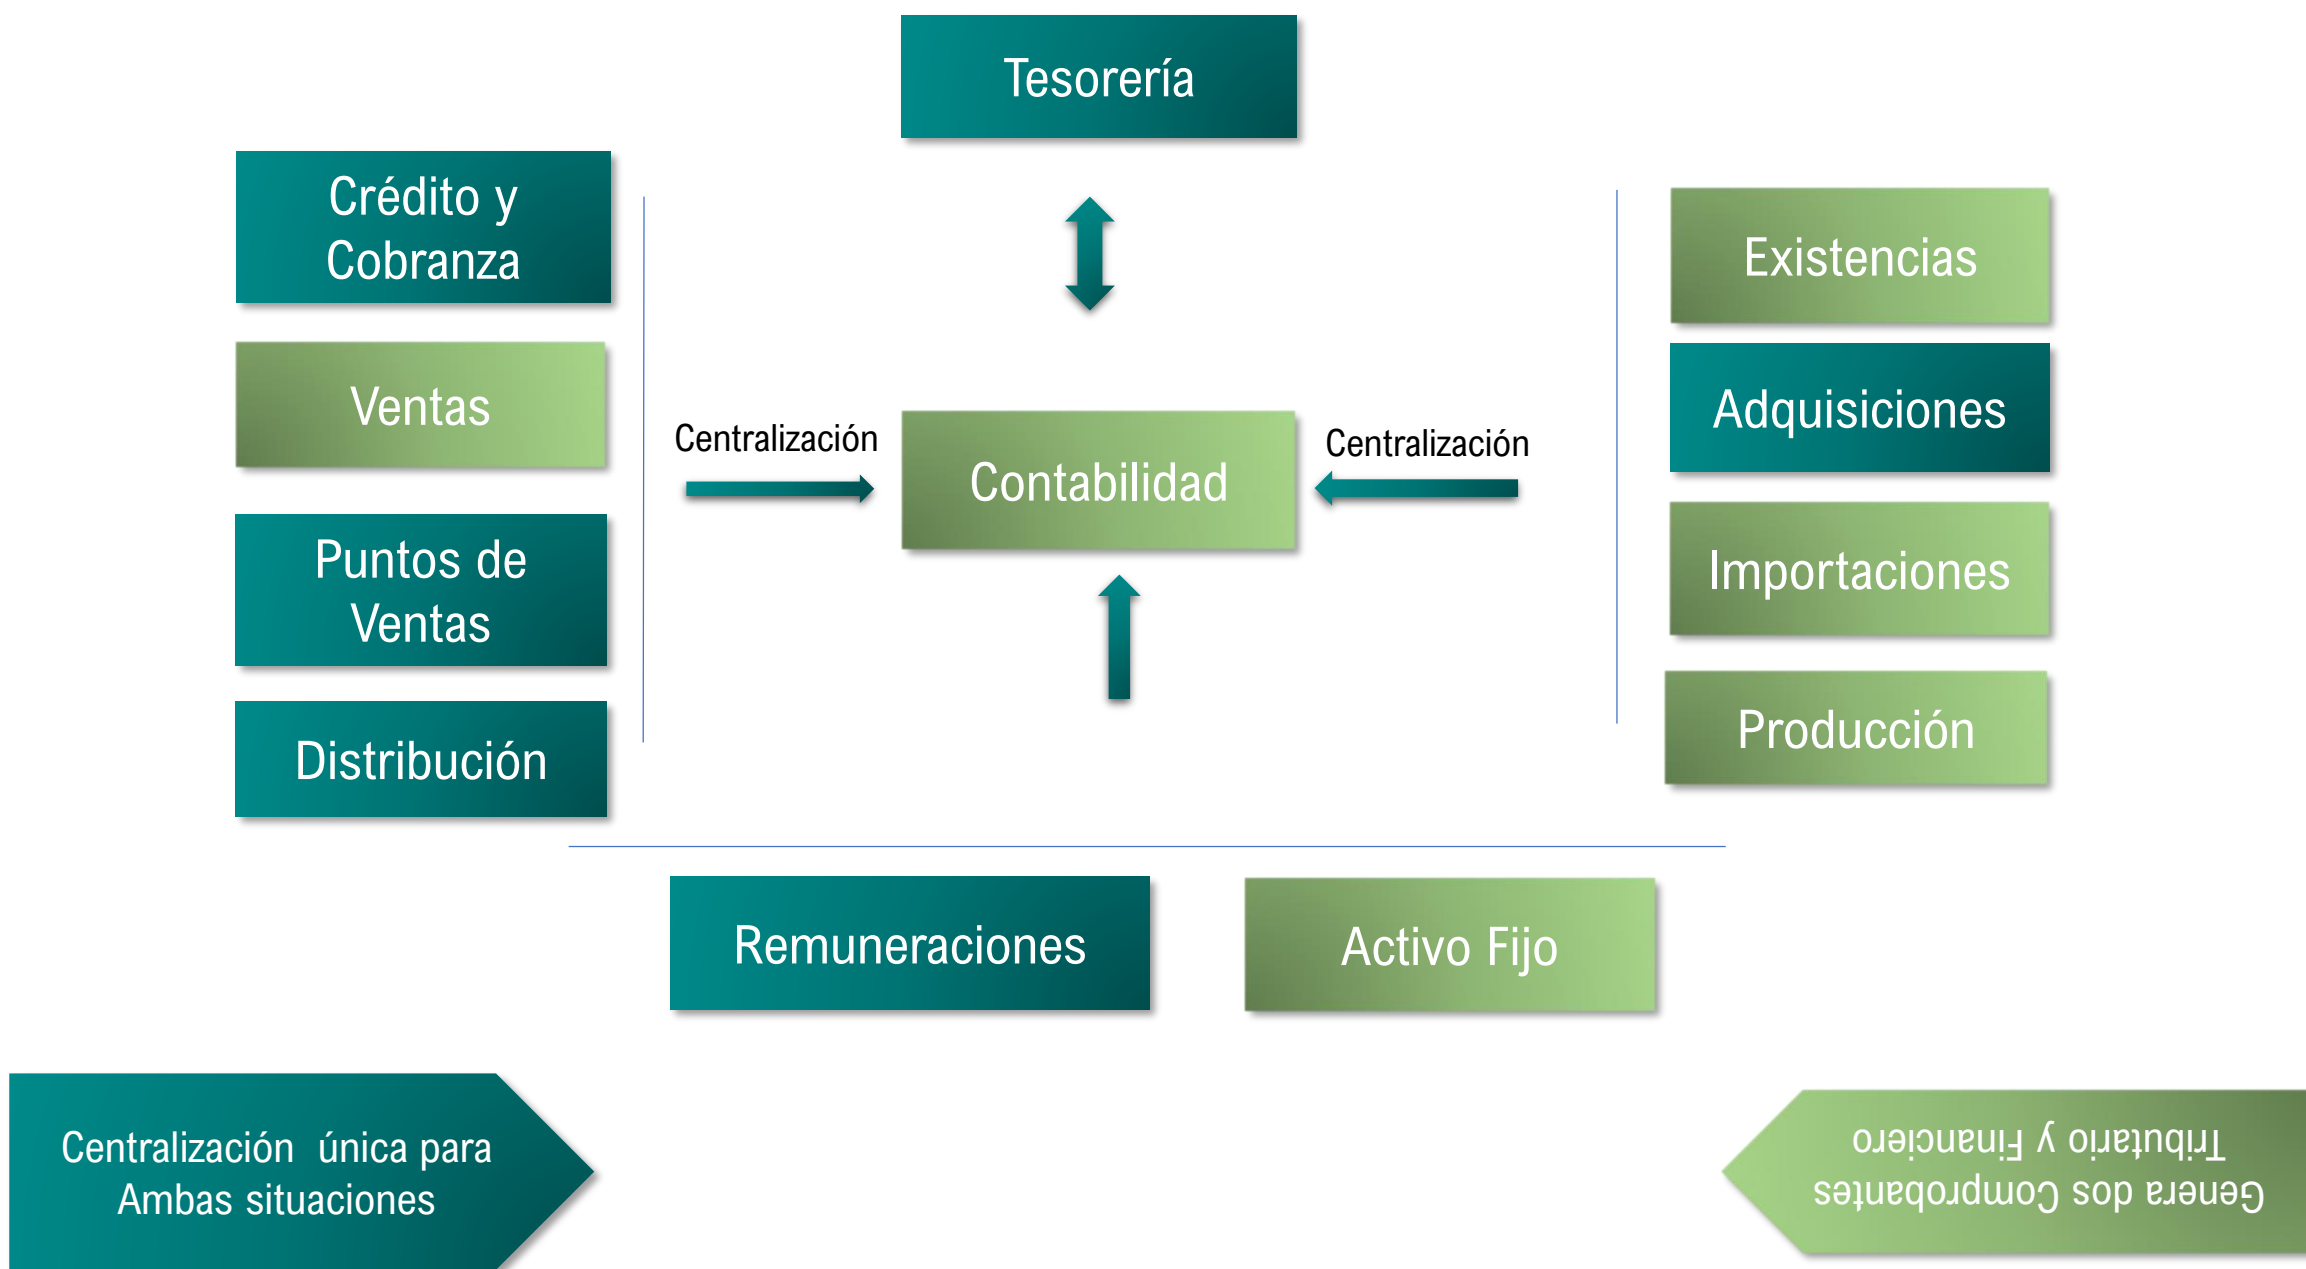 Tesorería
Crédito y
Cobranza
Ventas
Puntos de
Ventas
Distribución
Centralización
Contabilidad
Centralización
Existencias
Adquisiciones
Importaciones
Producción
Remuneraciones
Activo Fijo
Centralización única para
Ambas situaciones
Genera dos Comprobantes
Tributario y Financiero